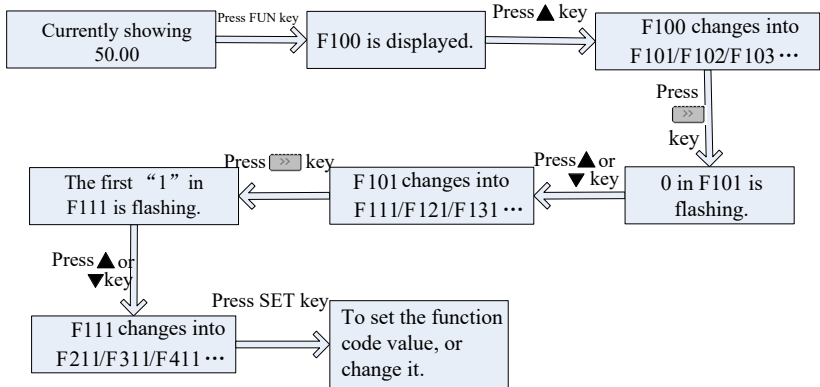 Currently showing
50.00
Press FUN key
F100 is displayed.
Press▲ key
F100 changes into
F101/F102/F103…
Press
>>
key
0 in F101 is
flashing.
Press▲or
▼ key
F101 changes into
F111/F121/F131…
Press >> key
The first “1” in
F111 is flashing.
Press▲or
▼key
F111 changes into
F211/F311/F411…
Press SET key
To set the function
code value, or
change it.